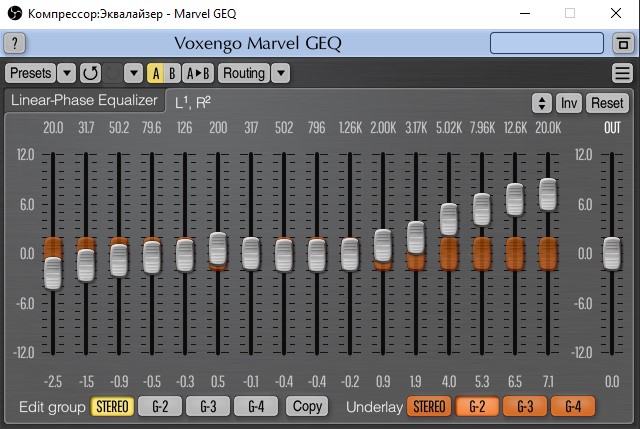 Компрессор:Эквалайзер - Marvel GEQ
? Voxengo Marvel GEQ
Presets A B A▸B Routing
Linear-Phase Equalizer L¹, R² Inv Reset
20.0 31.7 50.2 79.6 126 200 317 502 796 1.26K 2.00K 3.17K 5.02K 7.96K 12.6K 20.0K OUT
12.0 12.0
6.0 6.0
0.0 0.0
-6.0 -6.0
-12.0 -12.0
-2.5 -1.5 -0.9 -0.5 -0.3 0.5 -0.1 -0.4 -0.4 -0.2 0.9 1.9 4.0 5.3 6.5 7.1 0.0
Edit group STEREO G-2 G-3 G-4 Copy Underlay STEREO G-2 G-3 G-4